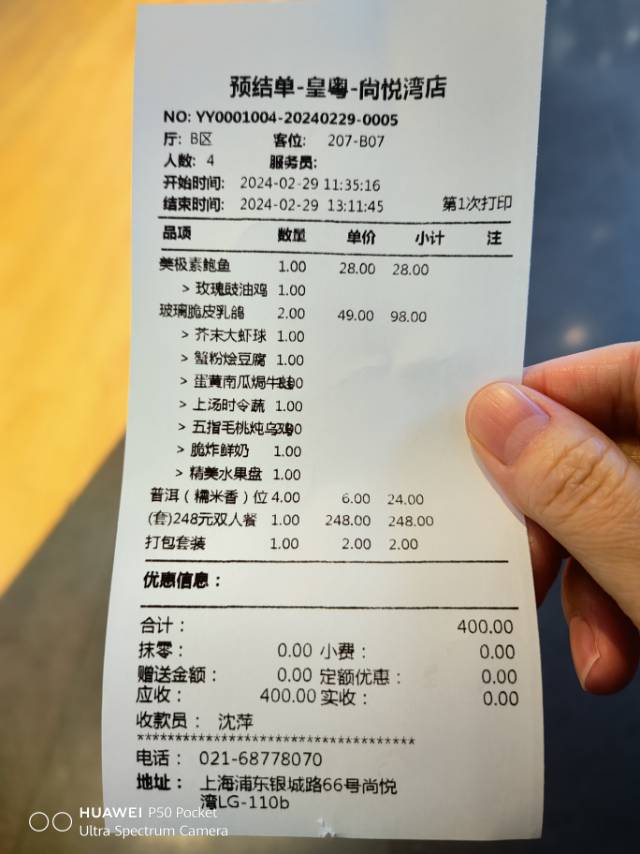 预结单-皇粤-尚悦湾店
NO: YY0001004-20240229-0005
厅: B区 客位: 207-B07
人数: 4 服务员:
开始时间: 2024-02-29 11:35:16
结束时间: 2024-02-29 13:11:45 第1次打印
品项 数量 单价 小计 注
美极素鲍鱼 1.00 28.00 28.00
> 玫瑰豉油鸡 1.00
玻璃脆皮乳鸽 2.00 49.00 98.00
> 芥末大虾球 1.00
> 蟹粉烩豆腐 1.00
> 蛋黄南瓜焗牛
> 上汤时令蔬 1.00
> 五指毛桃炖乌
> 脆炸鲜奶 1.00
> 精美水果盘 1.00
普洱（糯米香）位 4.00 6.00 24.00
(套)248元双人餐 1.00 248.00 248.00
打包套装 1.00 2.00 2.00
优惠信息：
合计： 400.00
抹零： 0.00 小费： 0.00
赠送金额： 0.00 定额优惠： 0.00
应收： 400.00 实收： 0.00
收款员： 沈萍
************************************
电话： 021-68778070
地址： 上海浦东银城路66号尚悦
湾LG-110b
HUAWEI P50 Pocket
Ultra Spectrum Camera